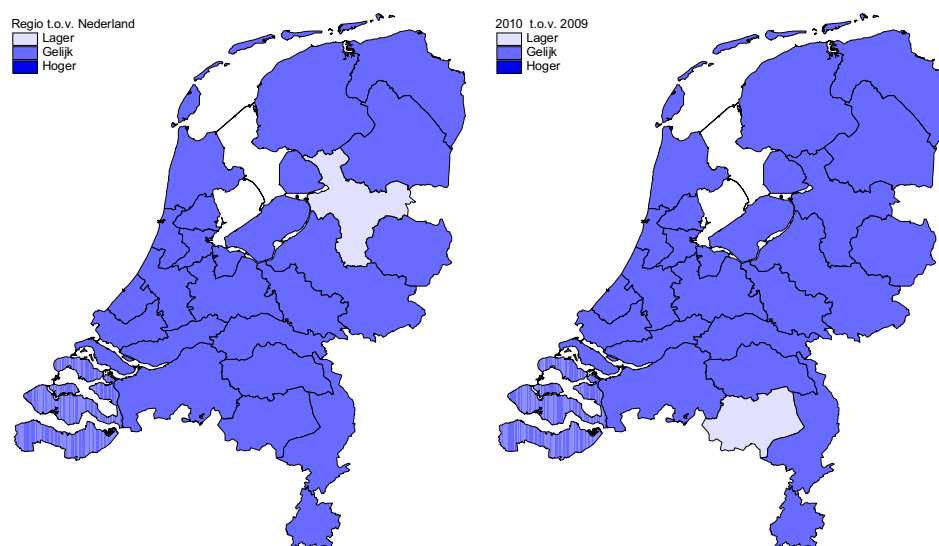 Regio t.o.v. Nederland
Lager
Gelijk
Hoger
2010 t.o.v. 2009
Lager
Gelijk
Hoger